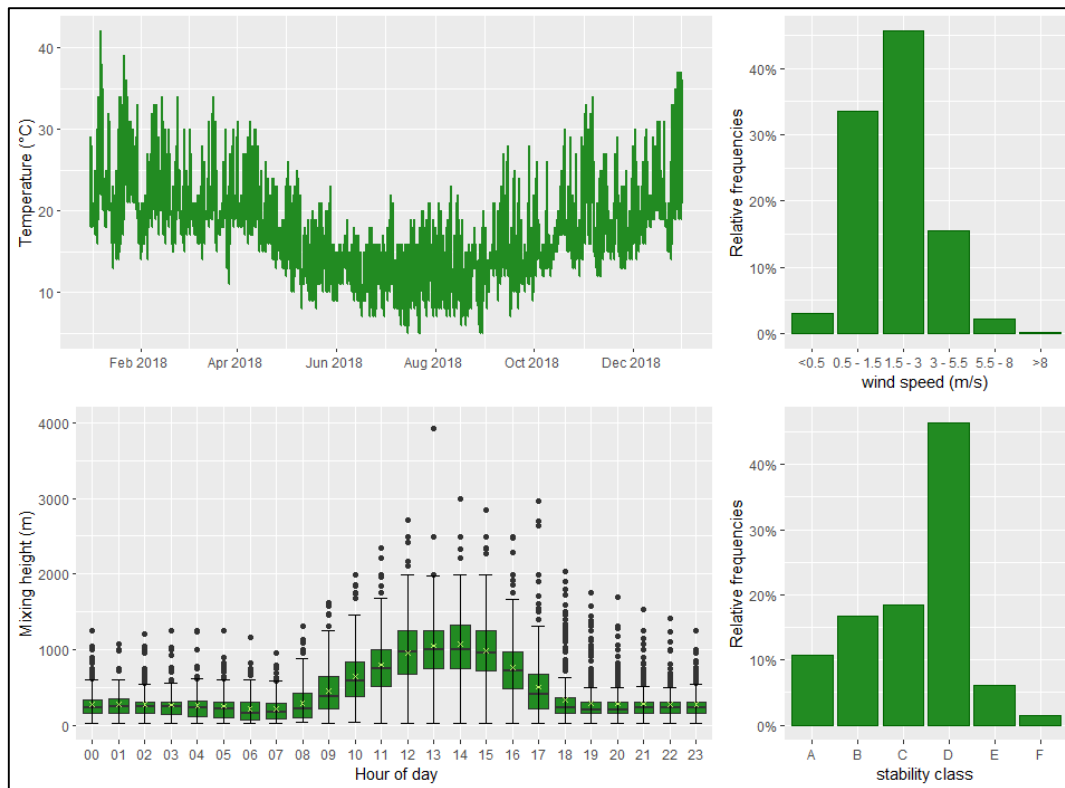 Temperature (°C)
40
30
20
10
Feb 2018 Apr 2018 Jun 2018 Aug 2018 Oct 2018 Dec 2018
Relative frequencies
40%
30%
20%
10%
0%
<0.5 0.5 - 1.5 1.5 - 3 3 - 5.5 5.5 - 8 >8
wind speed (m/s)
Mixing height (m)
4000
3000
2000
1000
0
00 01 02 03 04 05 06 07 08 09 10 11 12 13 14 15 16 17 18 19 20 21 22 23
Hour of day
Relative frequencies
40%
30%
20%
10%
0%
A B C D E F
stability class